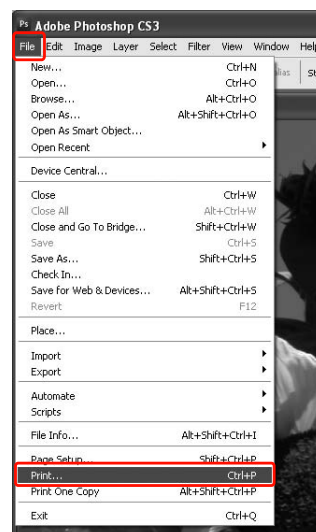 Ps Adobe Photoshop CS3
File Edit Image Layer Select Filter View Window Help
New... Ctrl+N
Open... Ctrl+O
Browse... Alt+Ctrl+O
Open As... Alt+Shift+Ctrl+O
Open As Smart Object...
Open Recent
Device Central...
Close Ctrl+W
Close All Alt+Ctrl+W
Close and Go To Bridge... Shift+Ctrl+W
Save Ctrl+S
Save As... Shift+Ctrl+S
Check In...
Save for Web & Devices... Alt+Shift+Ctrl+S
Revert F12
Place...
Import
Export
Automate
Scripts
File Info... Alt+Shift+Ctrl+I
Page Setup... Shift+Ctrl+P
Print... Ctrl+P
Print One Copy Alt+Shift+Ctrl+P
Exit Ctrl+Q